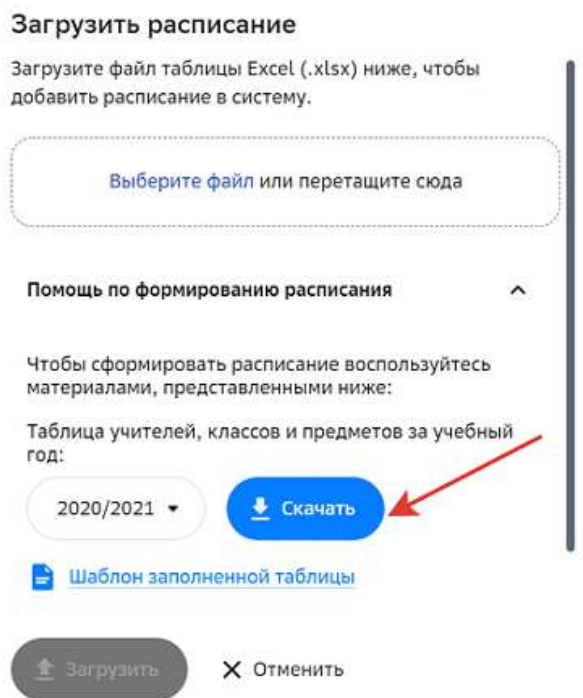 Загрузить расписание
Загрузите файл таблицы Excel (.xlsx) ниже, чтобы
добавить расписание в систему.
Выберите файл или перетащите сюда
Помощь по формированию расписания
Чтобы сформировать расписание воспользуйтесь
материалами, представленными ниже:
Таблица учителей, классов и предметов за учебный
год:
2020/2021
Скачать
Шаблон заполненной таблицы
Загрузить
Отменить